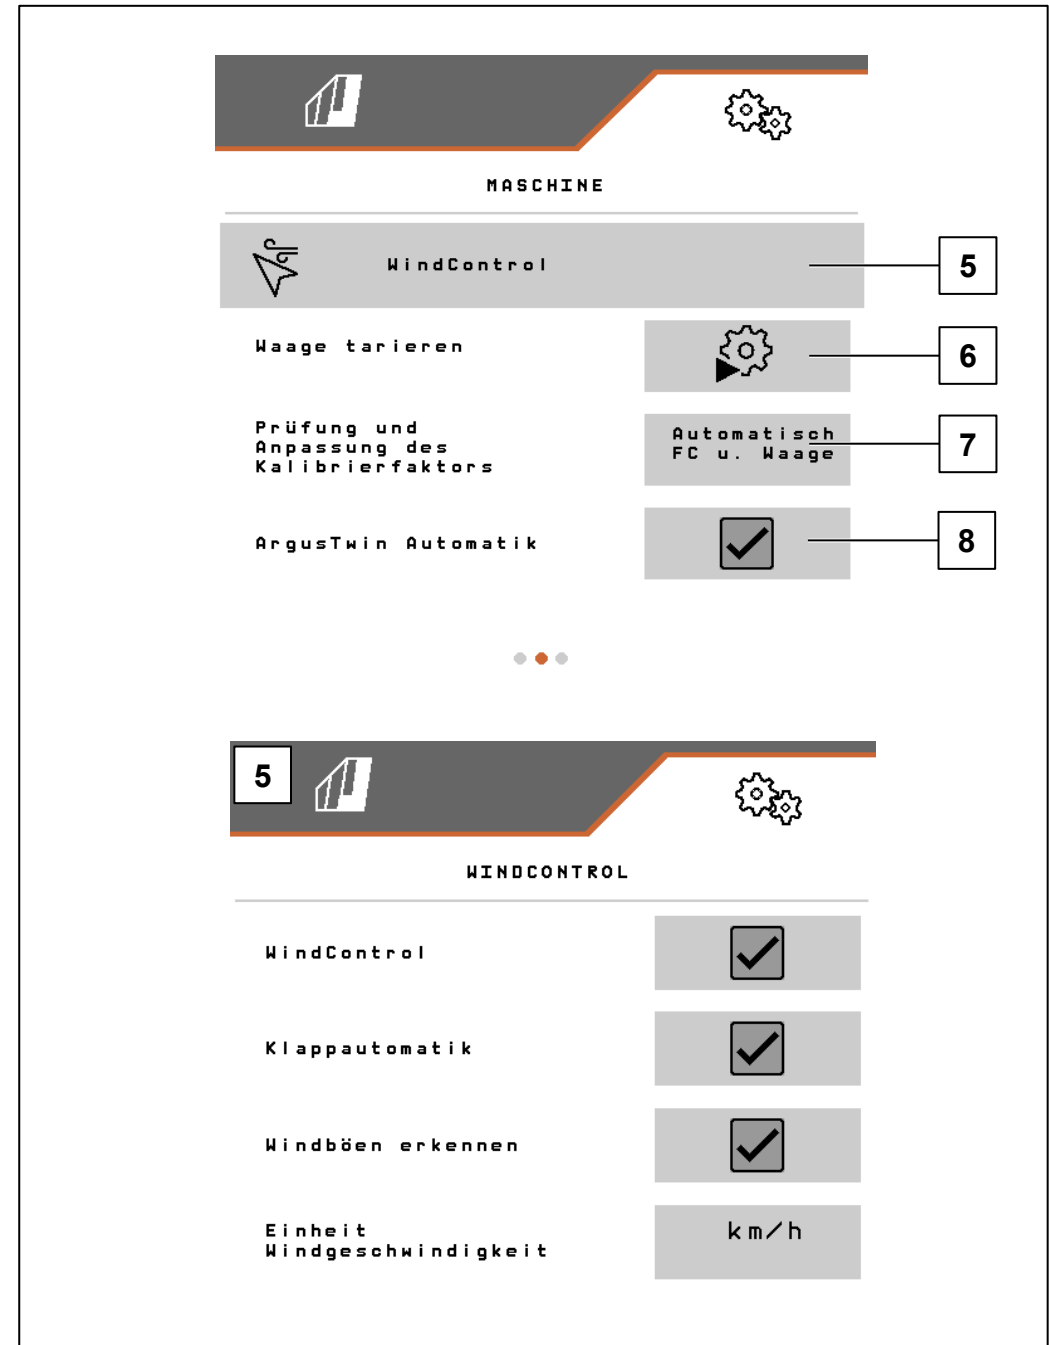 MASCHINE
WindControl
5
Waage tarieren
6
Prüfung und
Anpassung des
Kalibrierfaktors
Automatisch
FC u. Waage
7
ArgusTwin Automatik
8
5
WINDCONTROL
WindControl
Klappautomatik
Windböen erkennen
Einheit
Windgeschwindigkeit
km/h